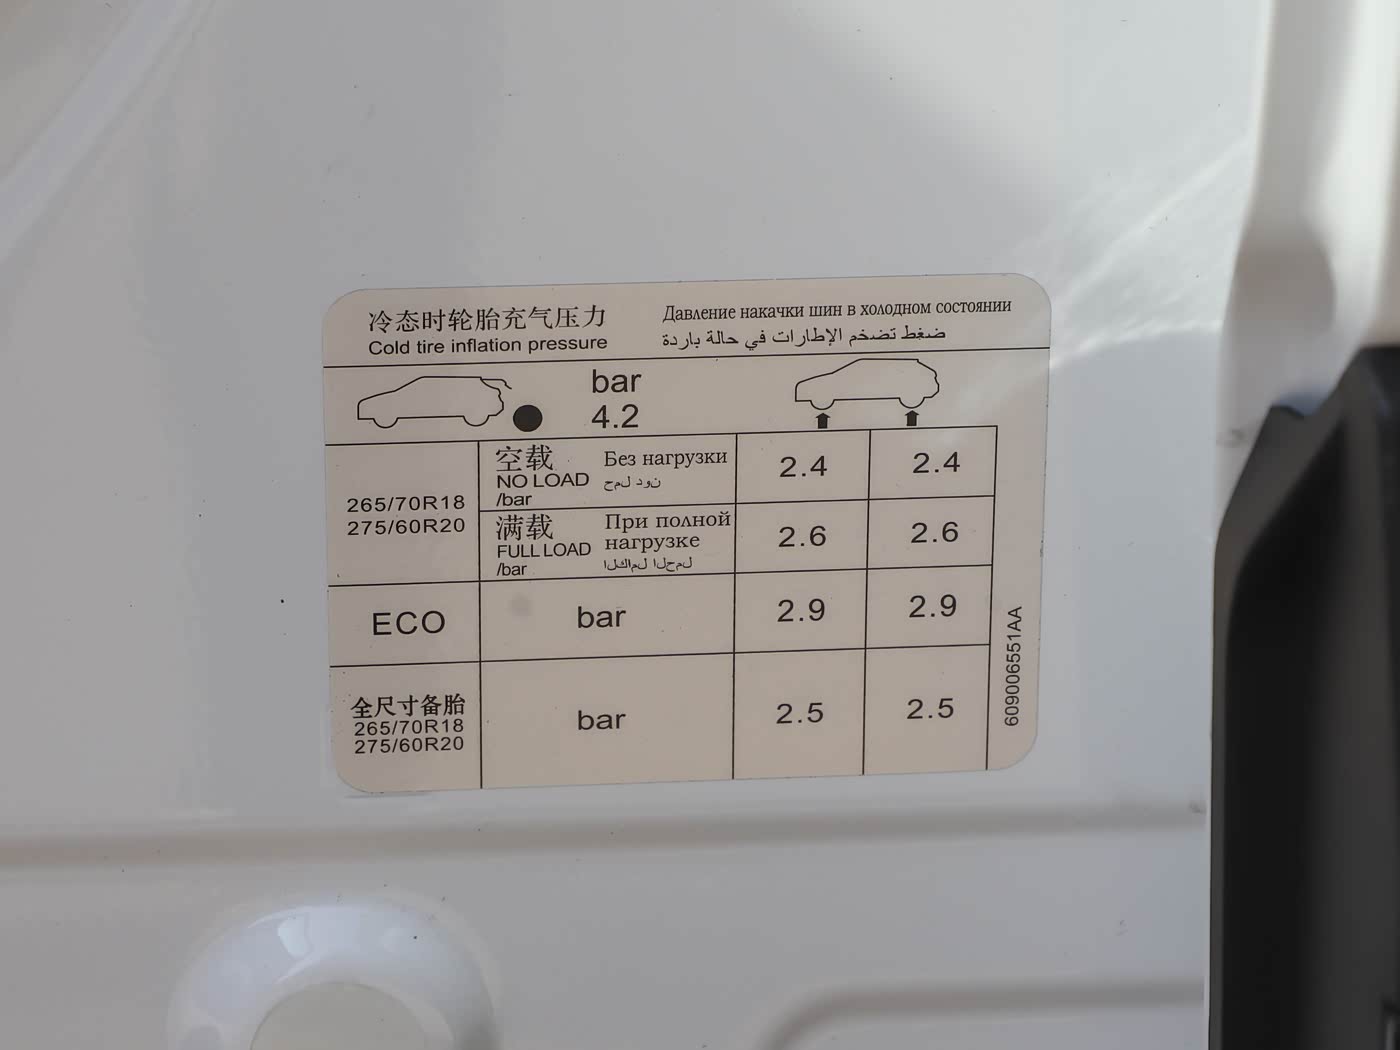 冷态时轮胎充气压力
Cold tire inflation pressure
Давление накачки шин в холодном состоянии
ضغط تضخم الإطارات في حالة باردة
bar
4.2
265/70R18
275/60R20
空载
NO LOAD
/bar
Без нагрузки
حمل دون
2.4 2.4
满载
FULL LOAD
/bar
При полной
нагрузке
الكامل الحمل
2.6 2.6
ECO bar 2.9 2.9
全尺寸备胎
265/70R18
275/60R20
bar 2.5 2.5
609006551AA